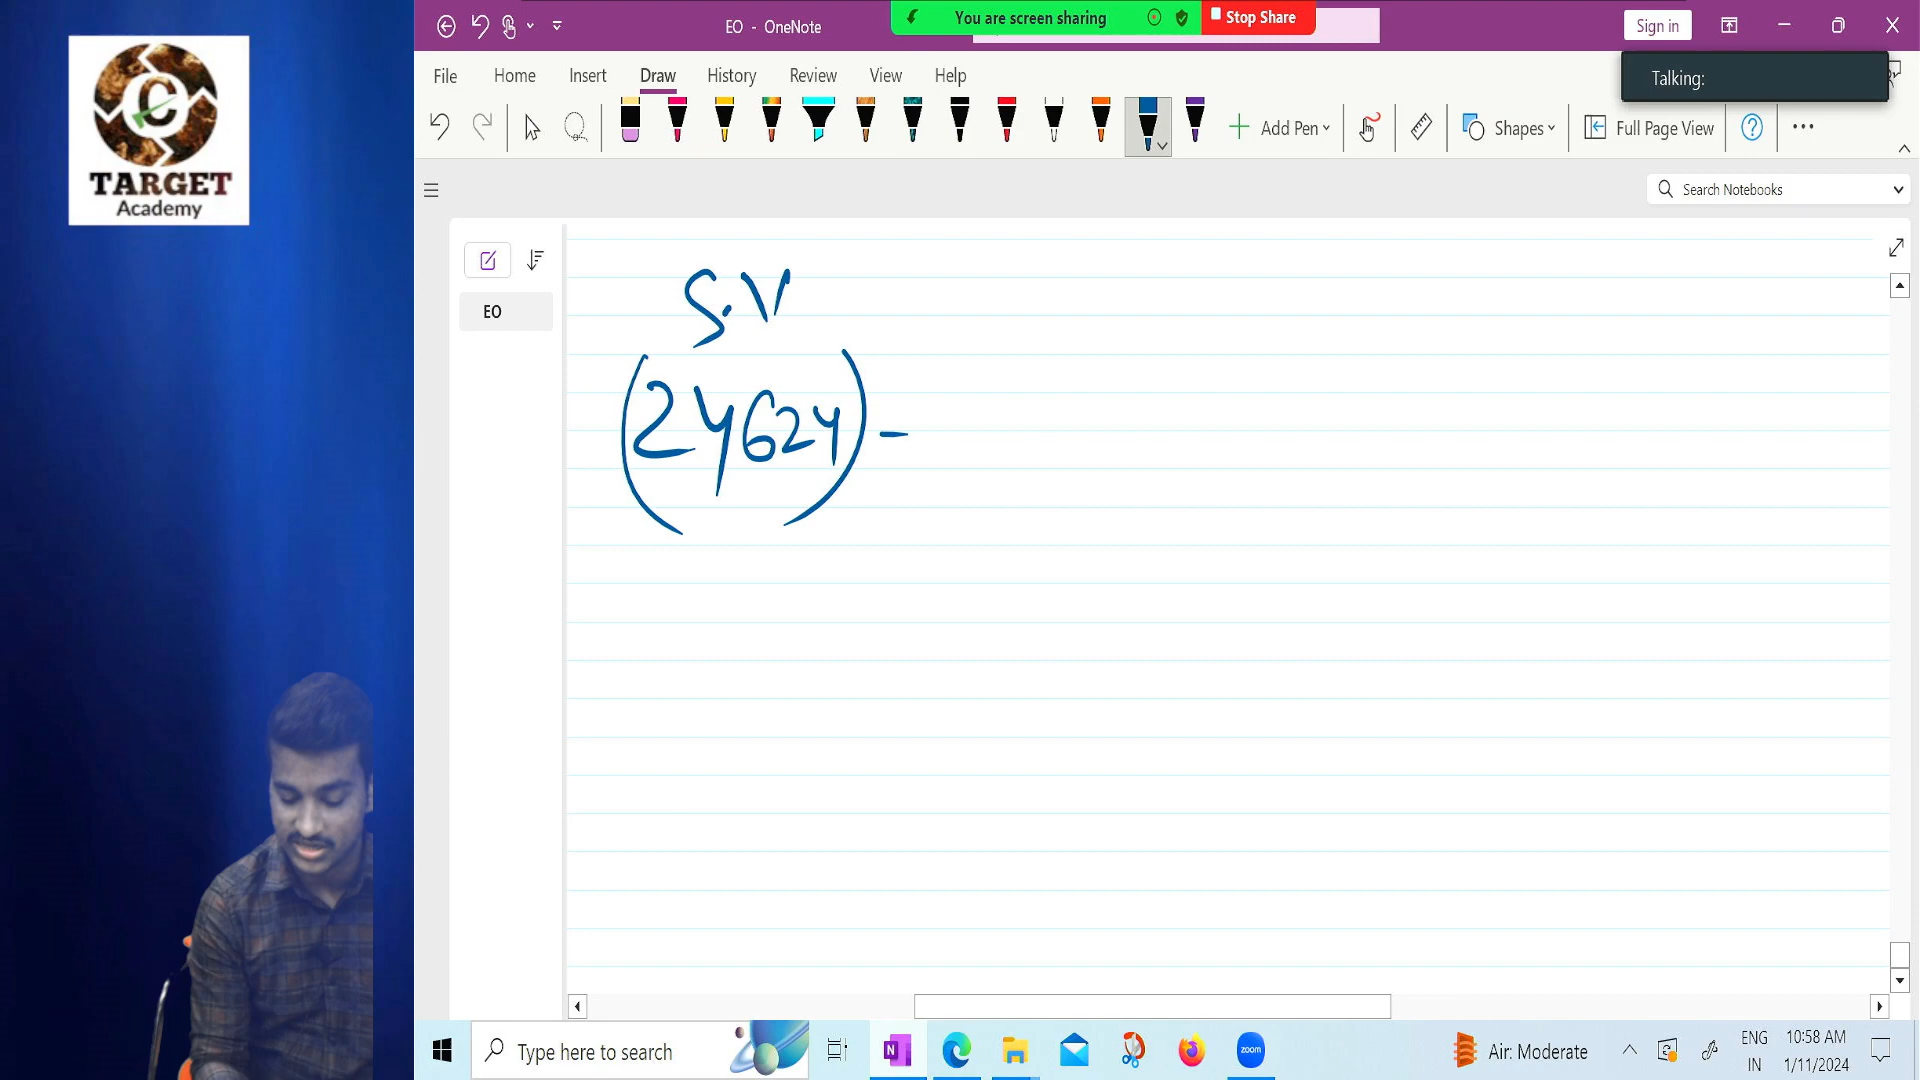 TARGET
Academy
EO - OneNote
You are screen sharing
Stop Share
Sign in
File Home Insert Draw History Review View Help
Talking:
Add Pen
Shapes
Full Page View
Search Notebooks
EO
S.V
(24624) -
Type here to search
zoom
Air: Moderate
ENG
IN
10:58 AM
1/11/2024